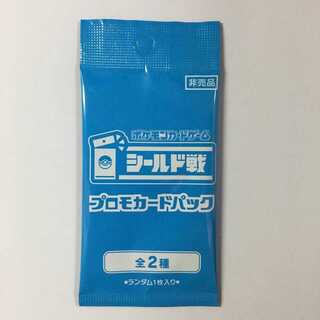 非売品
ポケモンカードゲーム
シールド戦
プロモカードパック
全2種
★ランダム1枚入り★